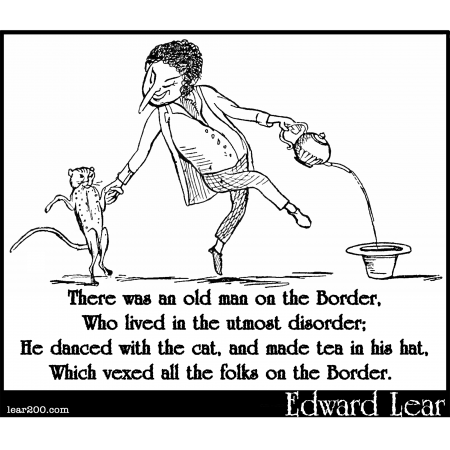 There was an old man on the Border,
Who lived in the utmost disorder;
He danced with the cat, and made tea in his hat,
Which vexed all the folks on the Border.
lear200.com
Edward Lear